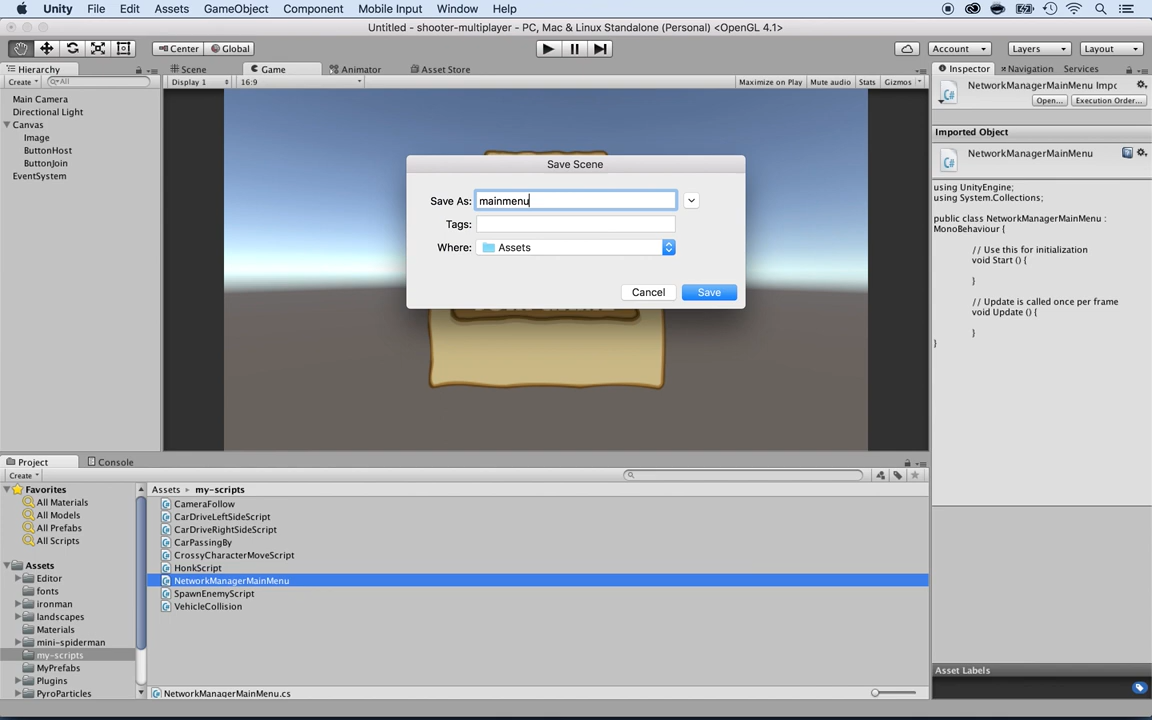 Unity File Edit Assets GameObject Component Mobile Input Window Help
Untitled - shooter-multiplayer - PC, Mac & Linux Standalone (Personal) <OpenGL 4.1>
Center Global Account Layers Layout
Hierarchy
Create All
Main Camera
Directional Light
Canvas
Image
ButtonHost
ButtonJoin
EventSystem
Scene Game Animator Asset Store
Display 1 16:9 Maximize on Play Mute audio Stats Gizmos
Save Scene
Save As: mainmenu
Tags:
Where: Assets
Cancel Save
Inspector Navigation Services
NetworkManagerMainMenu Impo
Open... Execution Order...
Imported Object
NetworkManagerMainMenu
using UnityEngine;
using System.Collections;
public class NetworkManagerMainMenu :
MonoBehaviour {
// Use this for initialization
void Start () {
}
// Update is called once per frame
void Update () {
}
}
Asset Labels
Project Console
Create
Favorites
All Materials
All Models
All Prefabs
All Scripts
Assets
Editor
fonts
ironman
landscapes
Materials
mini-spiderman
my-scripts
MyPrefabs
Plugins
PyroParticles
Assets ▸ my-scripts
CameraFollow
CarDriveLeftSideScript
CarDriveRightSideScript
CarPassingBy
CrossyCharacterMoveScript
HonkScript
NetworkManagerMainMenu
SpawnEnemyScript
VehicleCollision
NetworkManagerMainMenu.cs